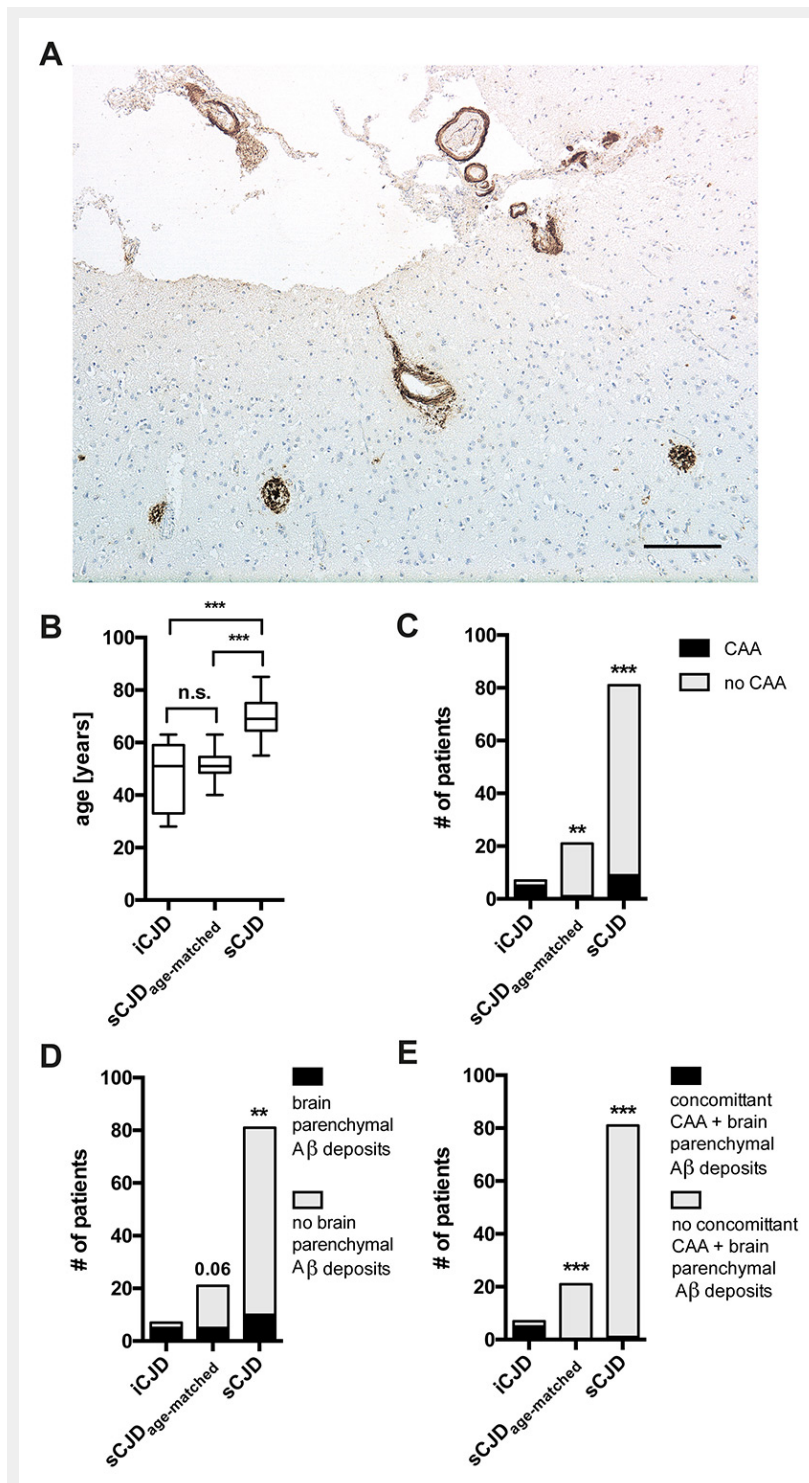 A
B
***
***
n.s.
100
80
60
40
20
0
age [years]
iCJD
sCJDage-matched
sCJD
C
100
80
60
40
20
0
# of patients
**
***
iCJD
sCJDage-matched
sCJD
CAA
no CAA
D
100
80
60
40
20
0
# of patients
0.06
**
iCJD
sCJDage-matched
sCJD
brain
parenchymal
Aβ deposits
no brain
parenchymal
Aβ deposits
E
100
80
60
40
20
0
# of patients
***
***
iCJD
sCJDage-matched
sCJD
concomittant
CAA + brain
parenchymal
Aβ deposits
no concomittant
CAA + brain
parenchymal
Aβ deposits